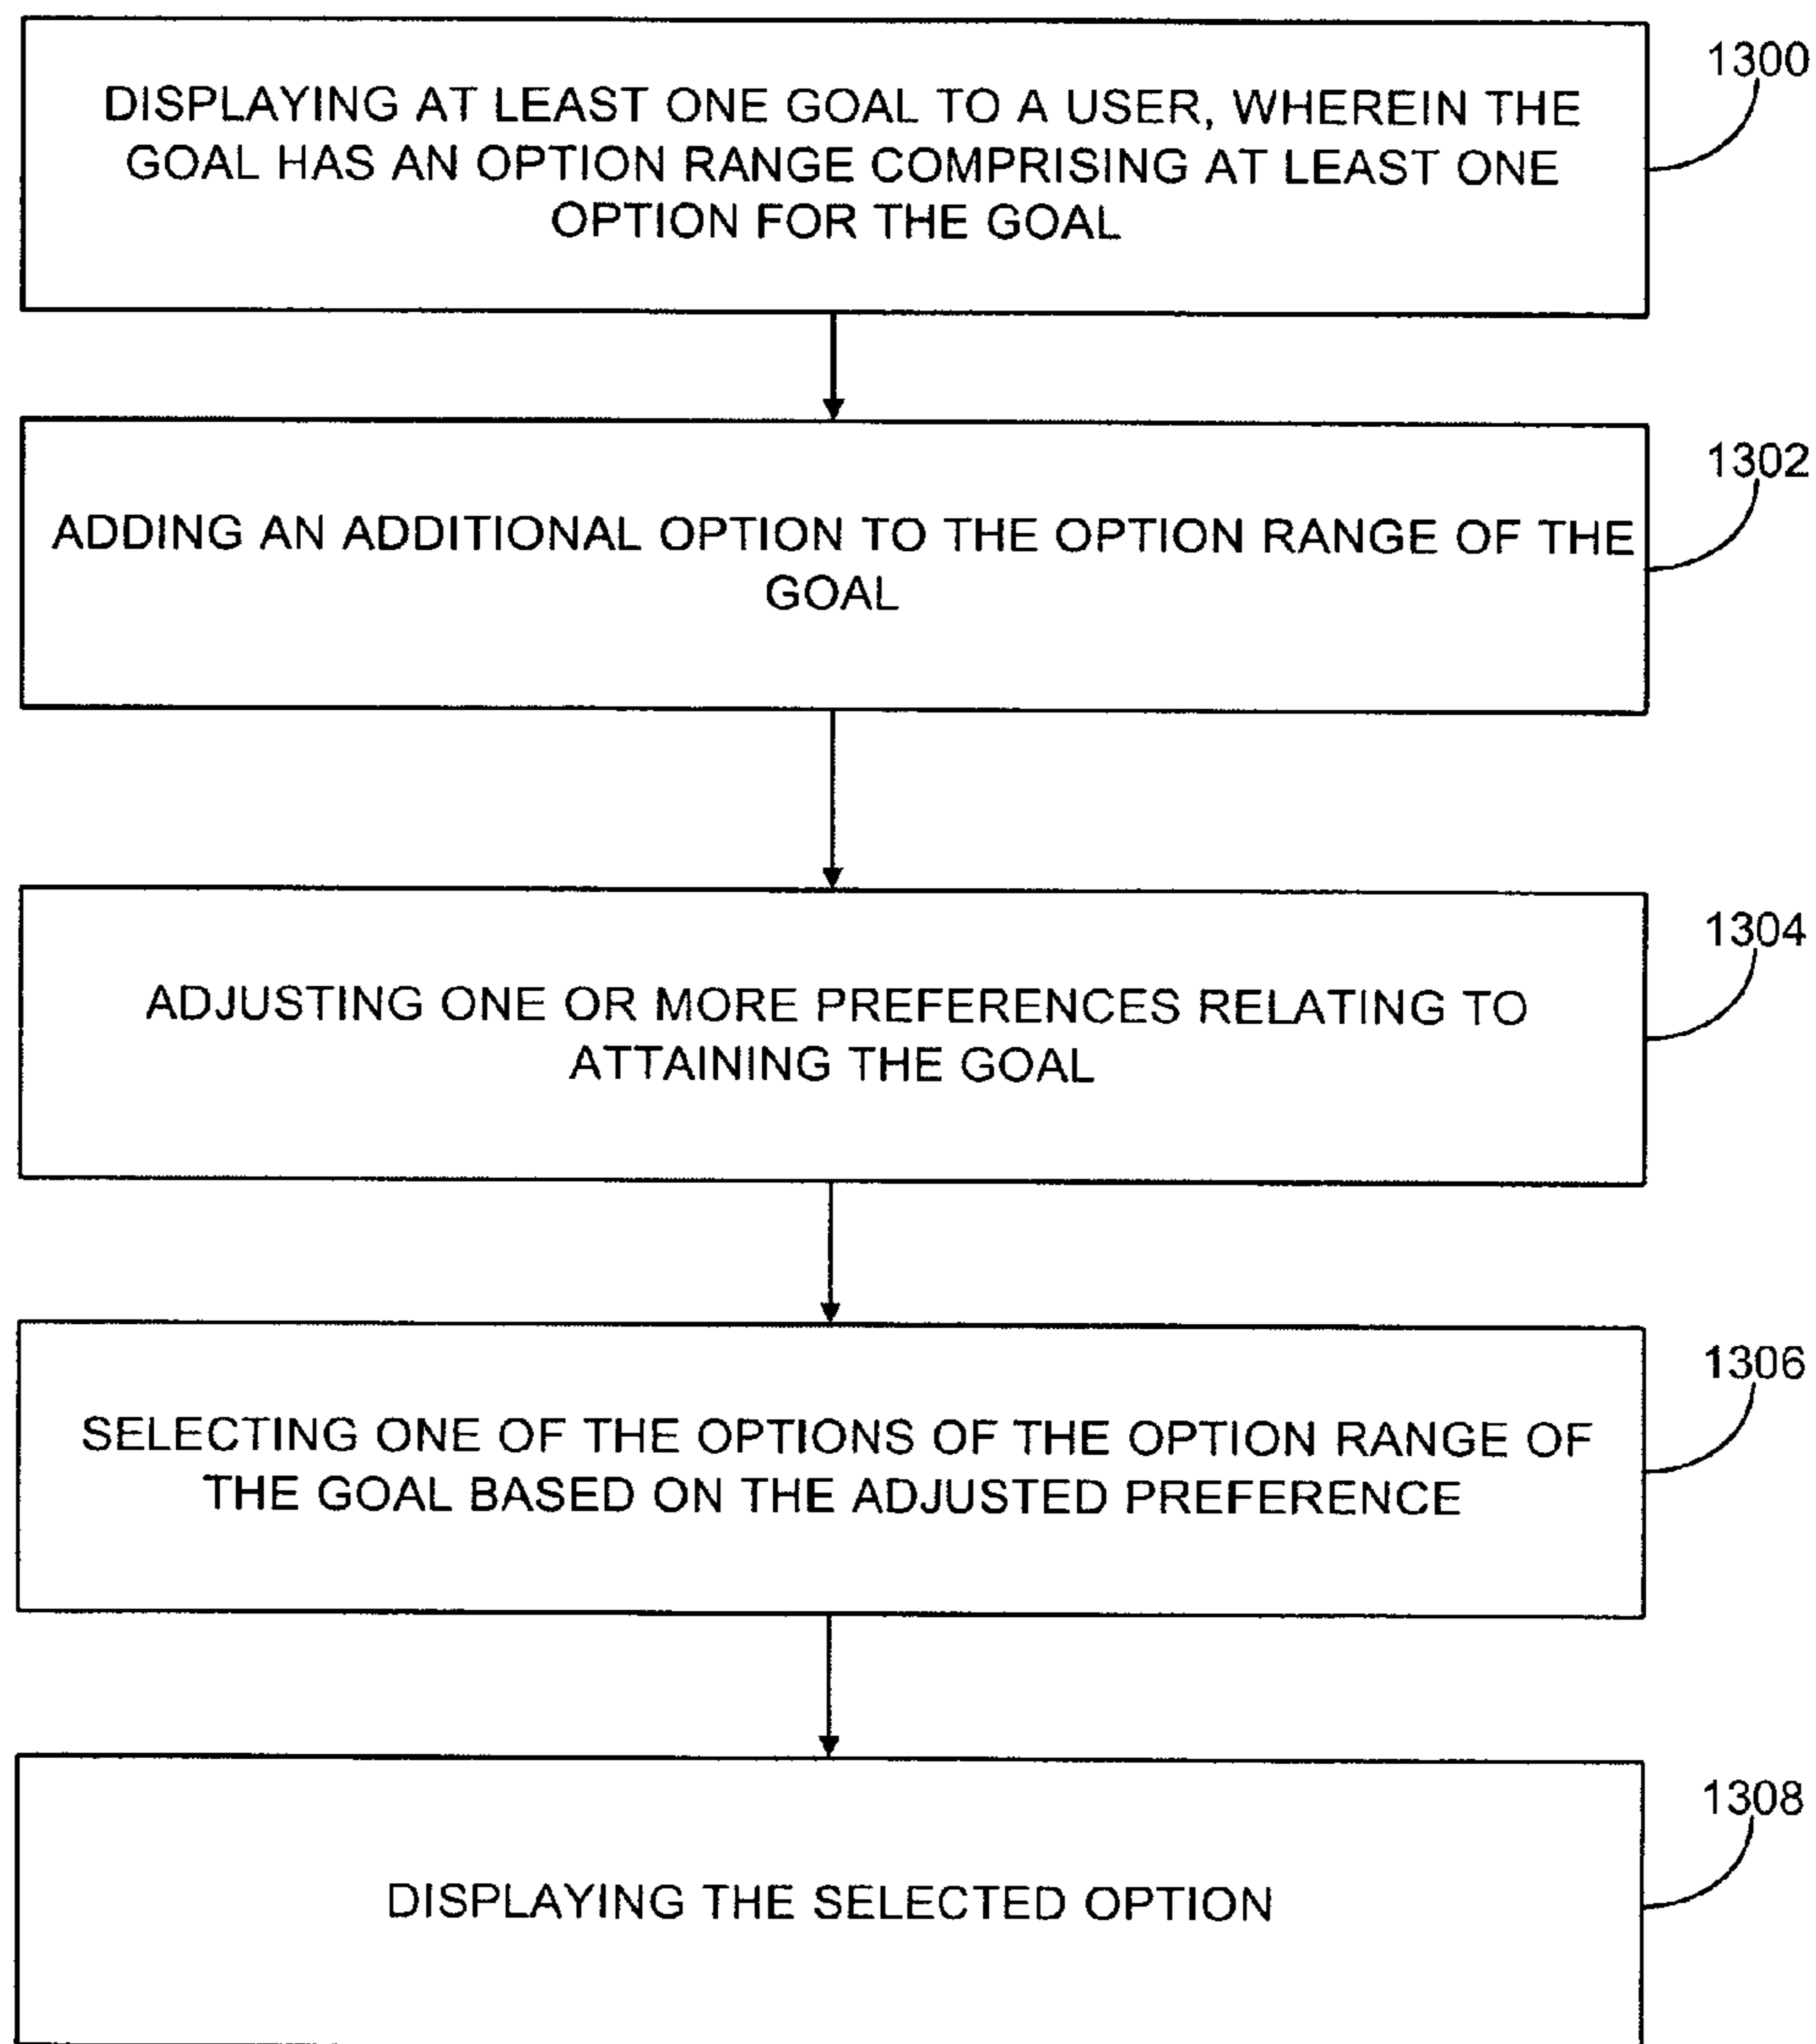 1300
DISPLAYING AT LEAST ONE GOAL TO A USER, WHEREIN THE
GOAL HAS AN OPTION RANGE COMPRISING AT LEAST ONE
OPTION FOR THE GOAL
1302
ADDING AN ADDITIONAL OPTION TO THE OPTION RANGE OF THE
GOAL
1304
ADJUSTING ONE OR MORE PREFERENCES RELATING TO
ATTAINING THE GOAL
1306
SELECTING ONE OF THE OPTIONS OF THE OPTION RANGE OF
THE GOAL BASED ON THE ADJUSTED PREFERENCE
1308
DISPLAYING THE SELECTED OPTION